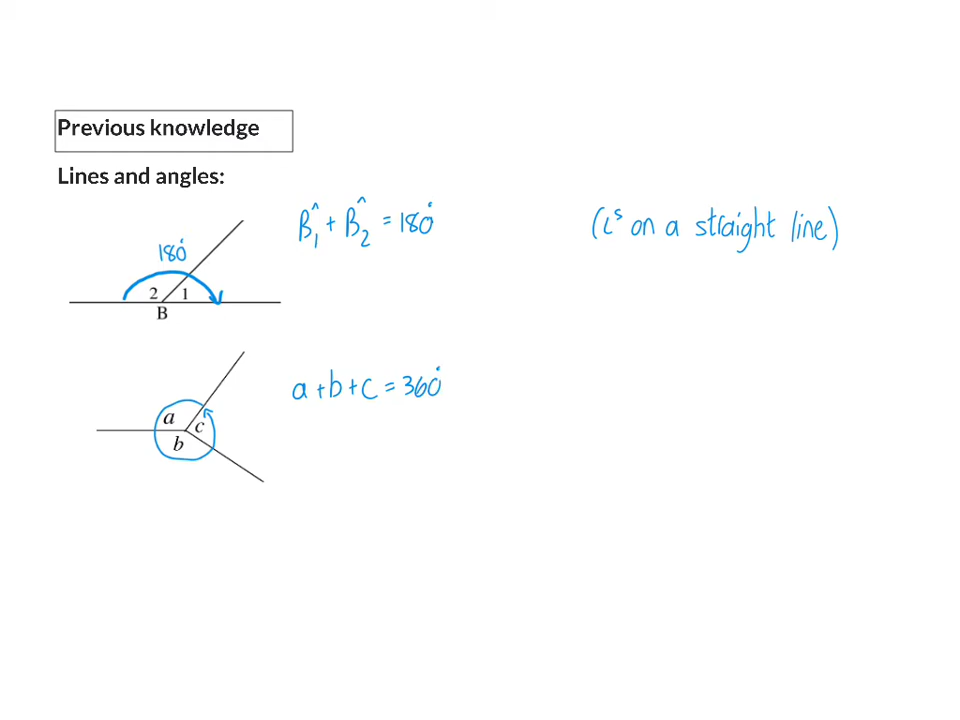 Previous knowledge
Lines and angles:
B̂₁ + B̂₂ = 180° (∠ˢ on a straight line)
180°
2 1
B
a + b + c = 360°
a
c
b